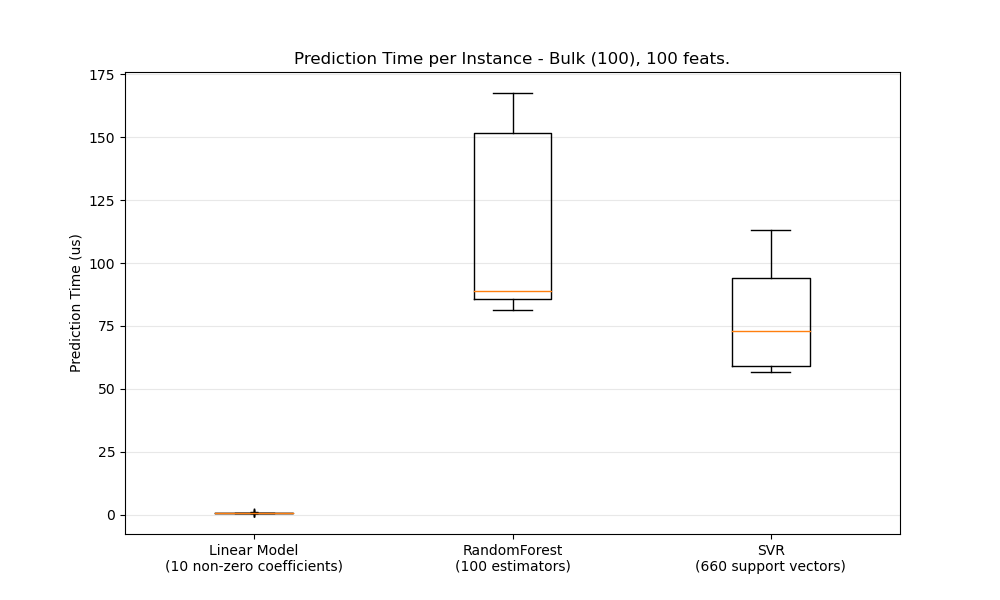 Prediction Time per Instance - Bulk (100), 100 feats.
175
150
125
100
75
50
25
0
Prediction Time (us)
Linear Model
(10 non-zero coefficients)
RandomForest
(100 estimators)
SVR
(660 support vectors)